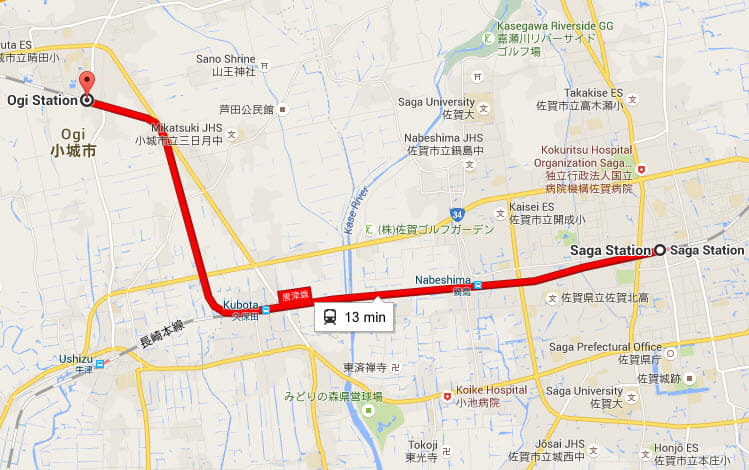 Kasegawa Riverside GG
嘉瀬川リバーサイド
ゴルフ場
ruta ES
城市立晴田小
Sano Shrine
山王神社
Ogi Station
Ogi
小城市
芦田公民館
Mikatsuki JHS
小城市立三日月中
Saga University
佐賀大
Takakise ES
佐賀市立高木瀬小
Nabeshima JHS
佐賀市立鍋島中
Kokuritsu Hospital
Organization Saga...
独立行政法人国立
病院機構佐賀病院
Kase River
34
Kaisei ES
佐賀市立開成小
(株)佐賀ゴルフガーデン
Saga Station
Saga Station
Nabeshima
鍋島
佐賀県立佐賀北高
唐津線
Kubota
久保田
13 min
長崎本線
Ushizu
牛津
Saga Prefectural Office
佐賀県庁
佐賀城跡
東済禅寺
みどりの森県営球場
Koike Hospital
小池病院
Saga University
佐賀大
Tokoji
東光寺
Jōsai JHS
佐賀市立城西中
Honjō ES
佐賀市立本庄小